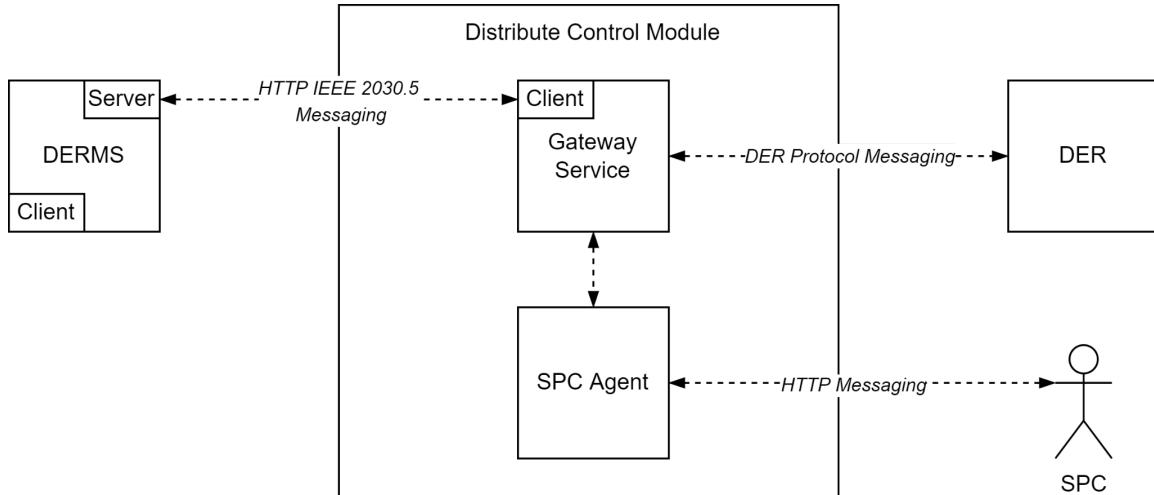 Distribute Control Module
Server
DERMS
Client
HTTP IEEE 2030.5
Messaging
Client
Gateway
Service
DER Protocol Messaging
DER
SPC Agent
HTTP Messaging
SPC